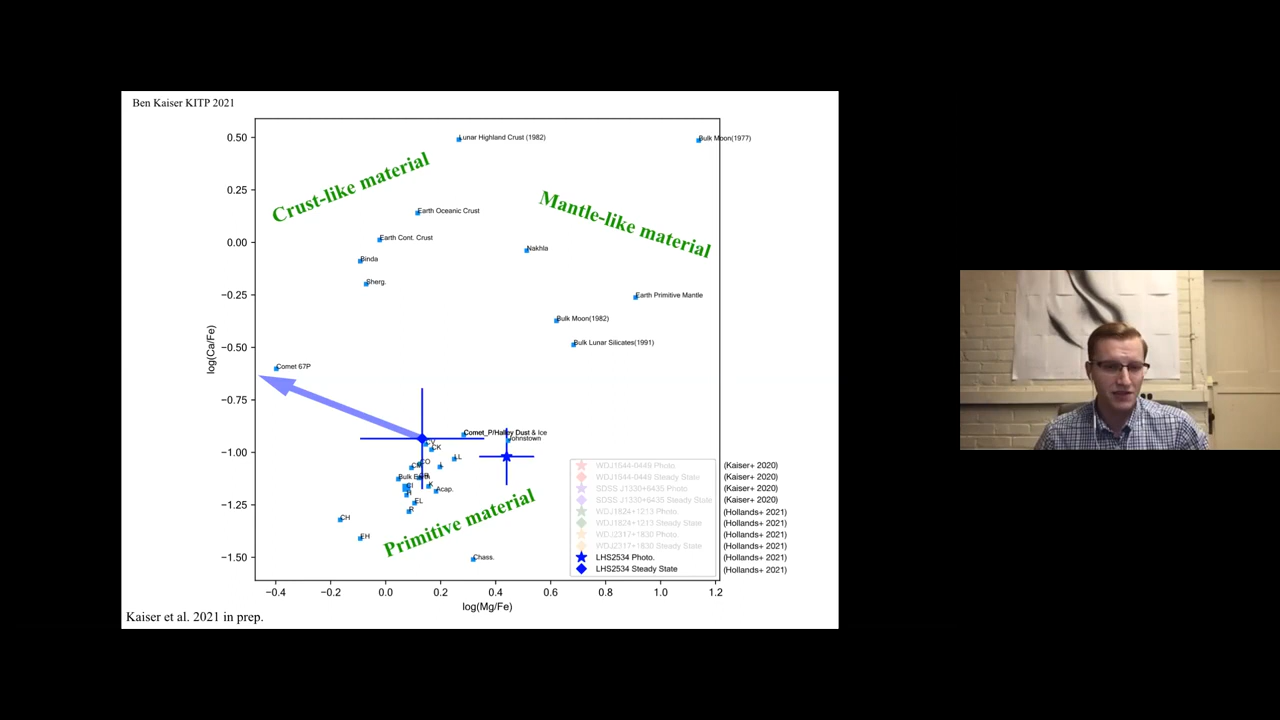 Ben Kaiser KITP 2021
0.50
0.25
0.00
−0.25
−0.50
−0.75
−1.00
−1.25
−1.50
log(Ca/Fe)
Lunar Highland Crust (1982)
Bulk Moon(1977)
Crust-like material
Mantle-like material
Earth Oceanic Crust
Earth Cont. Crust
Nakhla
Binda
Sherg.
Earth Primitive Mantle
Bulk Moon(1982)
Bulk Lunar Silicates(1991)
Comet 67P
Comet_P/Halley Dust & Ice
Johnstown
CV
CK
LL
CO
CM
L
Bulk Earth
CI
K
Acap.
H
EL
R
CH
EH
Primitive material
Chass.
WDJ1644-0449 Photo. (Kaiser+ 2020)
WDJ1644-0449 Steady State (Kaiser+ 2020)
SDSS J1330+6435 Photo (Kaiser+ 2020)
SDSS J1330+6435 Steady State (Kaiser+ 2020)
WDJ1824+1213 Photo. (Hollands+ 2021)
WDJ1824+1213 Steady State (Hollands+ 2021)
WDJ2317+1830 Photo. (Hollands+ 2021)
WDJ2317+1830 Steady State (Hollands+ 2021)
LHS2534 Photo. (Hollands+ 2021)
LHS2534 Steady State (Hollands+ 2021)
−0.4 −0.2 0.0 0.2 0.4 0.6 0.8 1.0 1.2
log(Mg/Fe)
Kaiser et al. 2021 in prep.